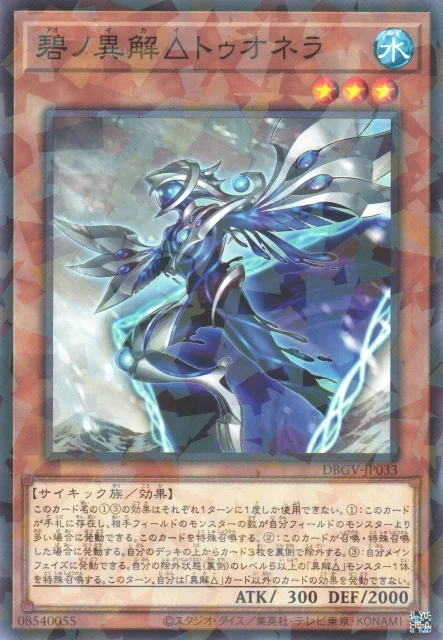 碧ノ異解△トゥオネラ
水
DBGV-JP033
【サイキック族／効果】
このカード名の①③の効果はそれぞれ1ターンに1度しか使用できない。①：このカード
が手札に存在し、相手フィールドのモンスターの数が自分フィールドのモンスターより
多い場合に発動できる。このカードを特殊召喚する。②：このカードが召喚・特殊召喚
した場合に発動する。自分のデッキの上からカード3枚を裏側で除外する。③：自分メイン
フェイズに発動できる。自分の除外状態（裏側）のレベル5以上の「異解△」モンスター1体
を特殊召喚する。このターン、自分は「異解△」カード以外のカードの効果を発動できない。
ATK/ 300 DEF/2000
08540055
©スタジオ・ダイス/集英社・テレビ東京・KONAMI